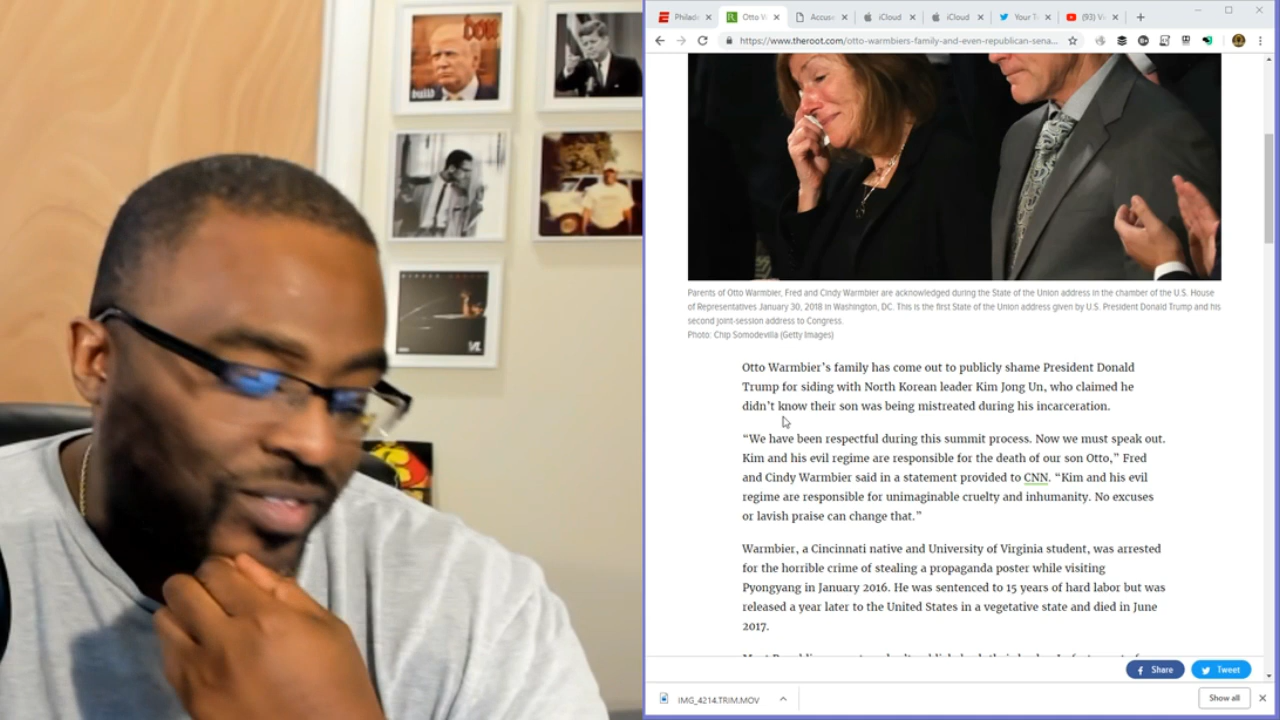 Philade
Otto W
Accuse
iCloud
iCloud
Your T
(93) Vi
https://www.theroot.com/otto-warmbiers-family-and-even-republican-sena...
Parents of Otto Warmbier, Fred and Cindy Warmbier are acknowledged during the State of the Union address in the chamber of the U.S. House
of Representatives January 30, 2018 in Washington, DC. This is the first State of the Union address given by U.S. President Donald Trump and his
second joint-session address to Congress.
Photo: Chip Somodevilla (Getty Images)
Otto Warmbier’s family has come out to publicly shame President Donald
Trump for siding with North Korean leader Kim Jong Un, who claimed he
didn’t know their son was being mistreated during his incarceration.
“We have been respectful during this summit process. Now we must speak out.
Kim and his evil regime are responsible for the death of our son Otto,” Fred
and Cindy Warmbier said in a statement provided to CNN. “Kim and his evil
regime are responsible for unimaginable cruelty and inhumanity. No excuses
or lavish praise can change that.”
Warmbier, a Cincinnati native and University of Virginia student, was arrested
for the horrible crime of stealing a propaganda poster while visiting
Pyongyang in January 2016. He was sentenced to 15 years of hard labor but was
released a year later to the United States in a vegetative state and died in June
2017.
Share
Tweet
IMG_4214.TRIM.MOV
Show all